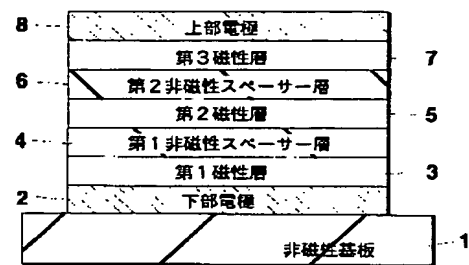 8
上部電極
第3磁性層
7
6
第2非磁性スペーサー層
第2磁性層
5
4
第1非磁性スペーサー層
第1磁性層
3
2
下部電極
非磁性基板
1